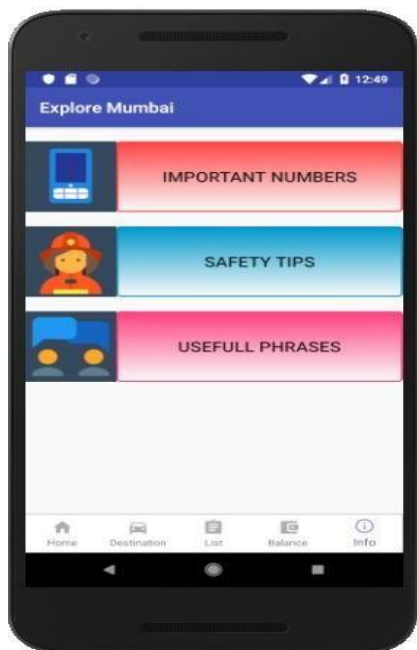 12:49
Explore Mumbai
IMPORTANT NUMBERS
SAFETY TIPS
USEFULL PHRASES
Home Destination List Balance Info